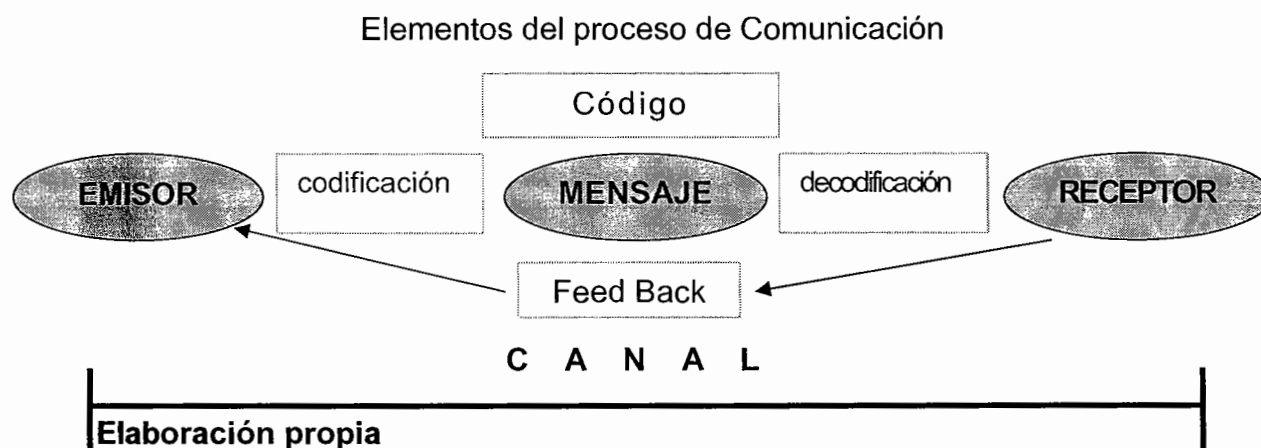 Elementos del proceso de Comunicación
Código
EMISOR
codificación
MENSAJE
decodificación
RECEPTOR
Feed Back
C A N A L
Elaboración propia